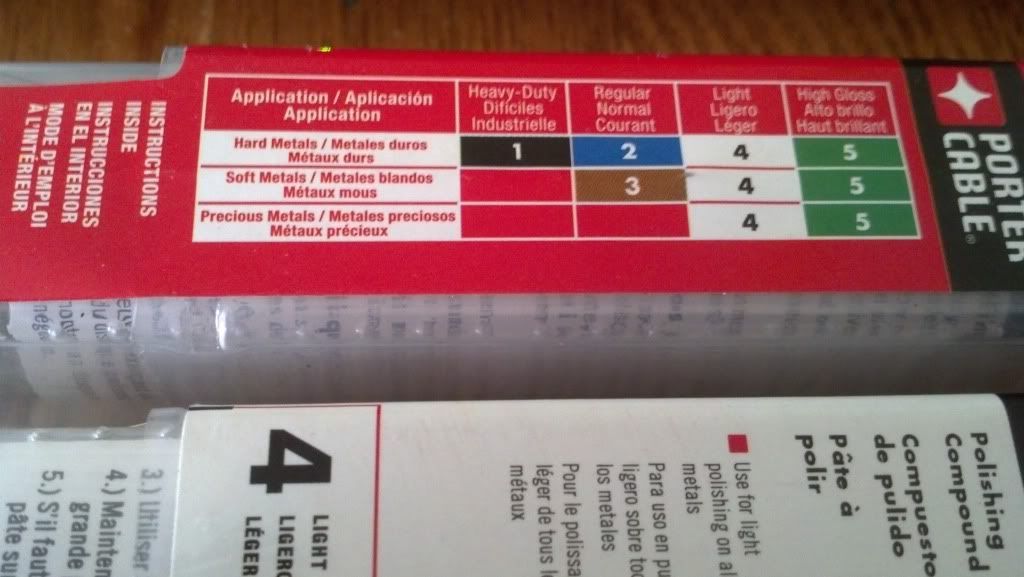 INSTRUCTIONS
INSIDE
INSTRUCCIONES
EN EL INTERIOR
MODE D'EMPLOI
À L'INTÉRIEUR
Application / Aplicación
Application
Heavy-Duty
Difíciles
Industrielle
Regular
Normal
Courant
Light
Ligero
Léger
High Gloss
Alto brillo
Haut brillant
Hard Metals / Metales duros
Métaux durs
1
2
4
5
Soft Metals / Metales blandos
Métaux mous
3
4
5
Precious Metals / Metales preciosos
Métaux précieux
4
5
PORTER
CABLE®
Polishing
Compound
Compuesto
de pulido
Pâte à
polir
Use for light
polishing on al
metals
Para uso en pu
ligero sobre to
los metales
Pour le polissa
léger de tous l
métaux
4
LIGHT
LIGERO
LÉGER
3.) Utiliser
4.) Mainten
grande
5.) S'il faut
pâte su